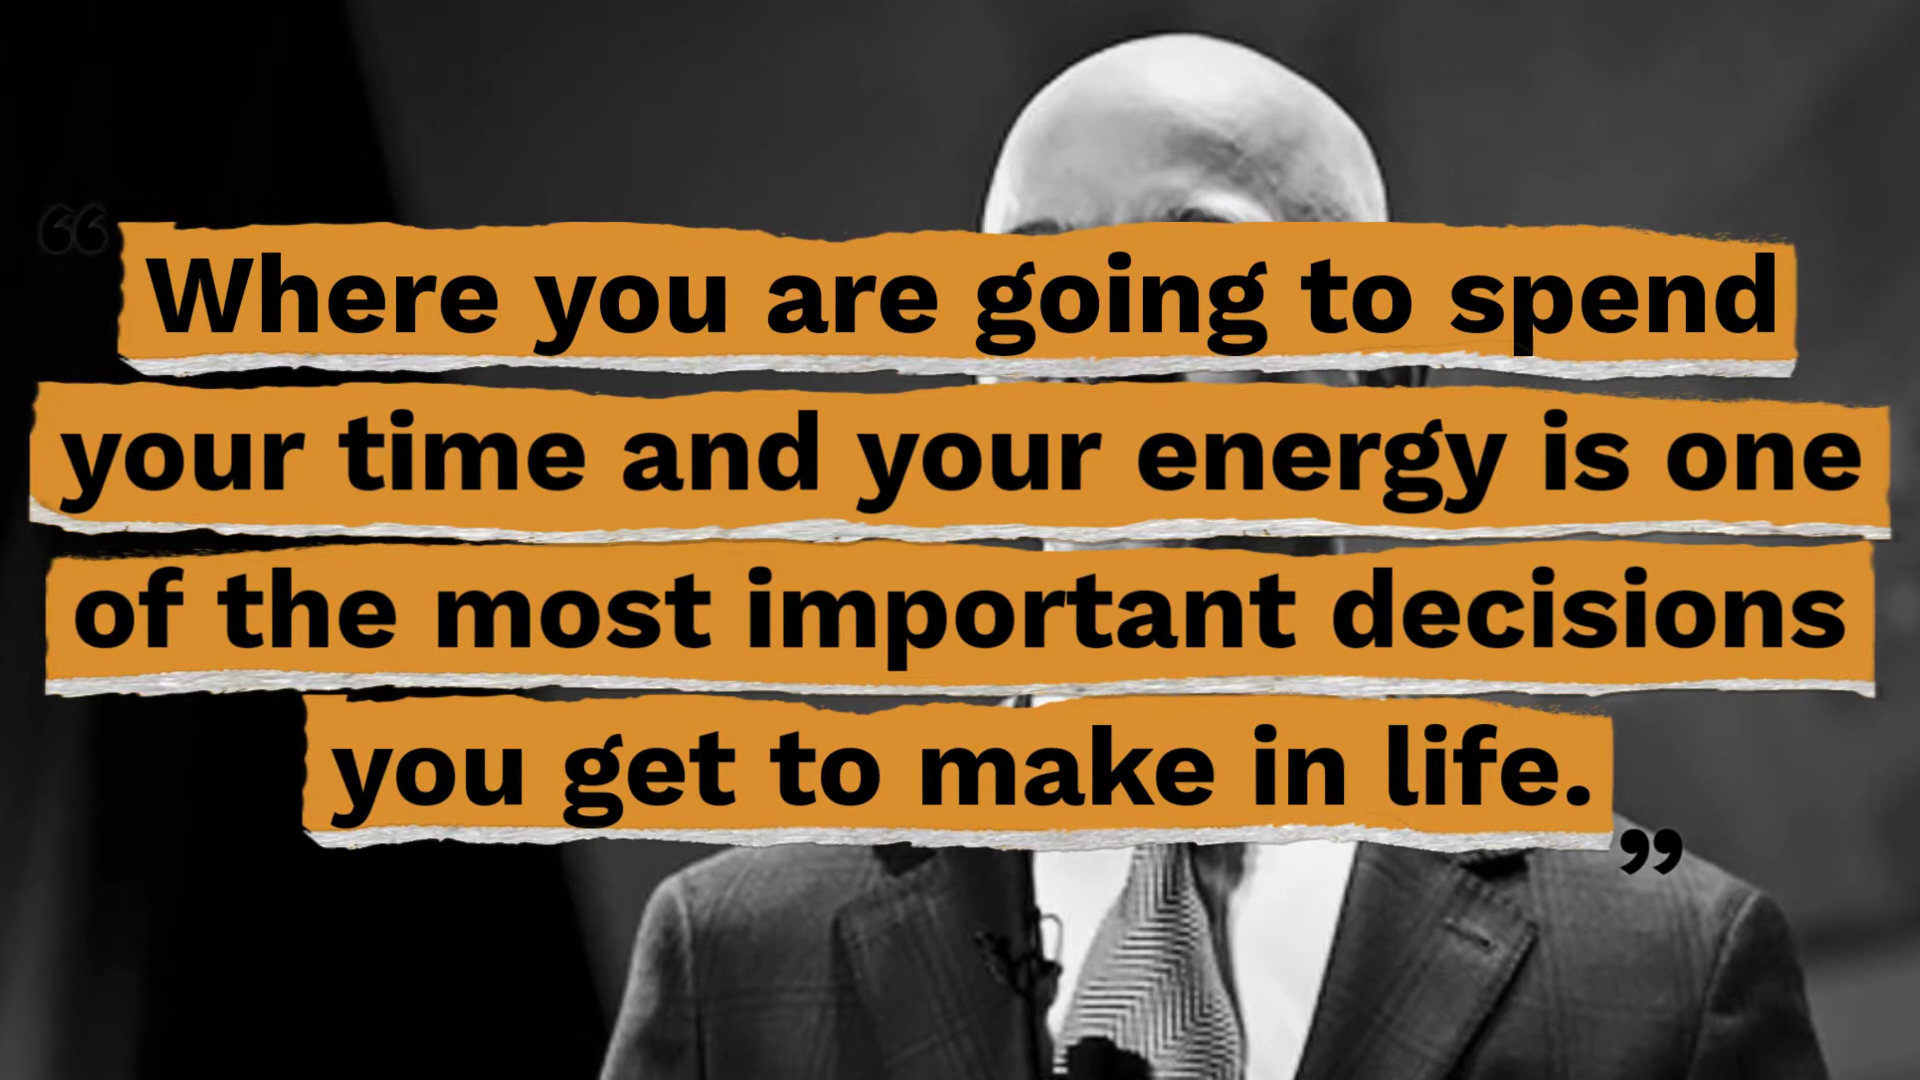 “Where you are going to spend
your time and your energy is one
of the most important decisions
you get to make in life.”